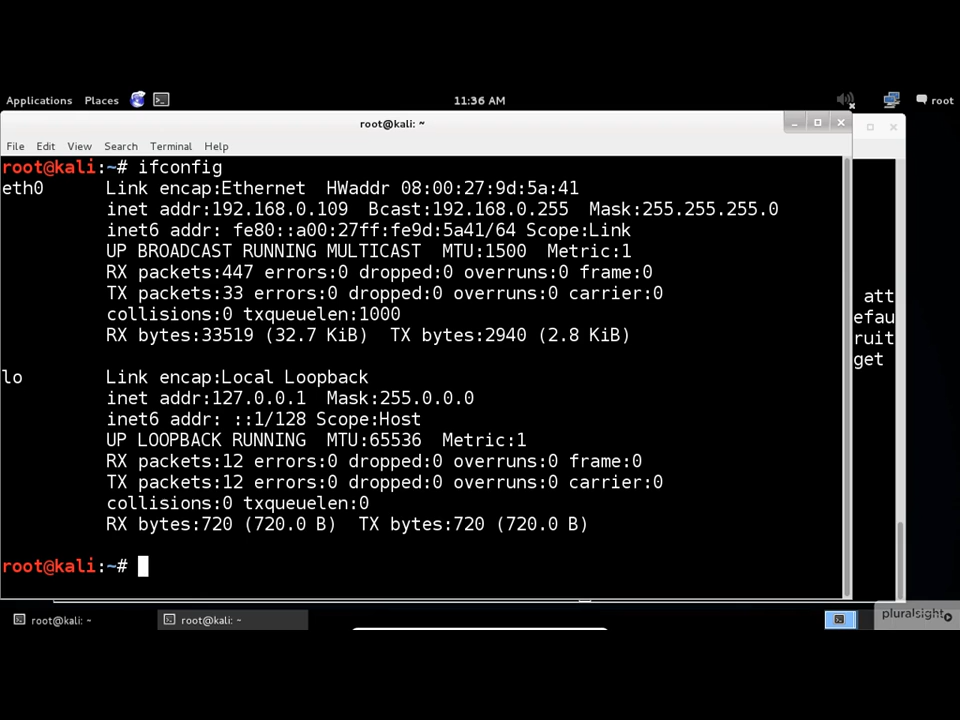 Applications Places 11:36 AM root
root@kali: ~
File Edit View Search Terminal Help
root@kali:~# ifconfig
eth0 Link encap:Ethernet HWaddr 08:00:27:9d:5a:41
inet addr:192.168.0.109 Bcast:192.168.0.255 Mask:255.255.255.0
inet6 addr: fe80::a00:27ff:fe9d:5a41/64 Scope:Link
UP BROADCAST RUNNING MULTICAST MTU:1500 Metric:1
RX packets:447 errors:0 dropped:0 overruns:0 frame:0
TX packets:33 errors:0 dropped:0 overruns:0 carrier:0
collisions:0 txqueuelen:1000
RX bytes:33519 (32.7 KiB) TX bytes:2940 (2.8 KiB)
lo Link encap:Local Loopback
inet addr:127.0.0.1 Mask:255.0.0.0
inet6 addr: ::1/128 Scope:Host
UP LOOPBACK RUNNING MTU:65536 Metric:1
RX packets:12 errors:0 dropped:0 overruns:0 frame:0
TX packets:12 errors:0 dropped:0 overruns:0 carrier:0
collisions:0 txqueuelen:0
RX bytes:720 (720.0 B) TX bytes:720 (720.0 B)
root@kali:~#
att
efau
ruit
get
root@kali: ~ root@kali: ~
pluralsight